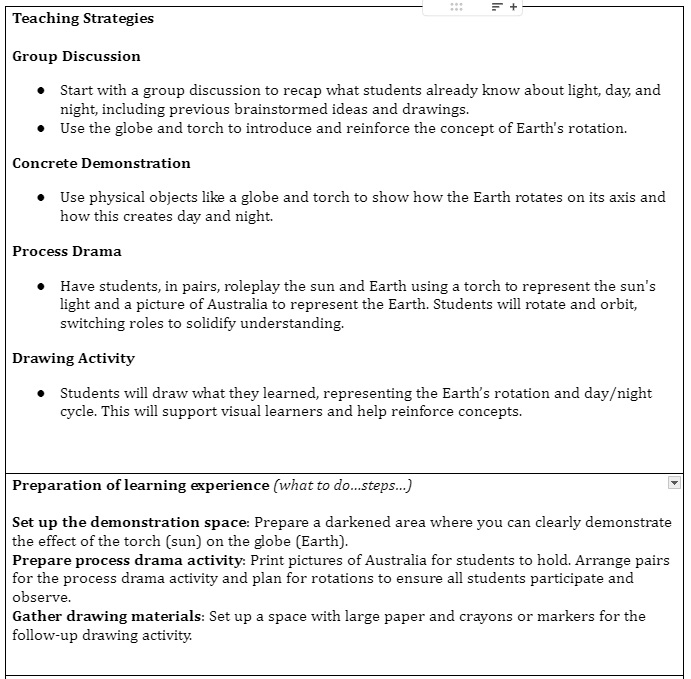 Teaching Strategies
Group Discussion
● Start with a group discussion to recap what students already know about light, day, and
night, including previous brainstormed ideas and drawings.
● Use the globe and torch to introduce and reinforce the concept of Earth's rotation.
Concrete Demonstration
● Use physical objects like a globe and torch to show how the Earth rotates on its axis and
how this creates day and night.
Process Drama
● Have students, in pairs, roleplay the sun and Earth using a torch to represent the sun's
light and a picture of Australia to represent the Earth. Students will rotate and orbit,
switching roles to solidify understanding.
Drawing Activity
● Students will draw what they learned, representing the Earth’s rotation and day/night
cycle. This will support visual learners and help reinforce concepts.
Preparation of learning experience (what to do…steps…)
Set up the demonstration space: Prepare a darkened area where you can clearly demonstrate
the effect of the torch (sun) on the globe (Earth).
Prepare process drama activity: Print pictures of Australia for students to hold. Arrange pairs
for the process drama activity and plan for rotations to ensure all students participate and
observe.
Gather drawing materials: Set up a space with large paper and crayons or markers for the
follow-up drawing activity.